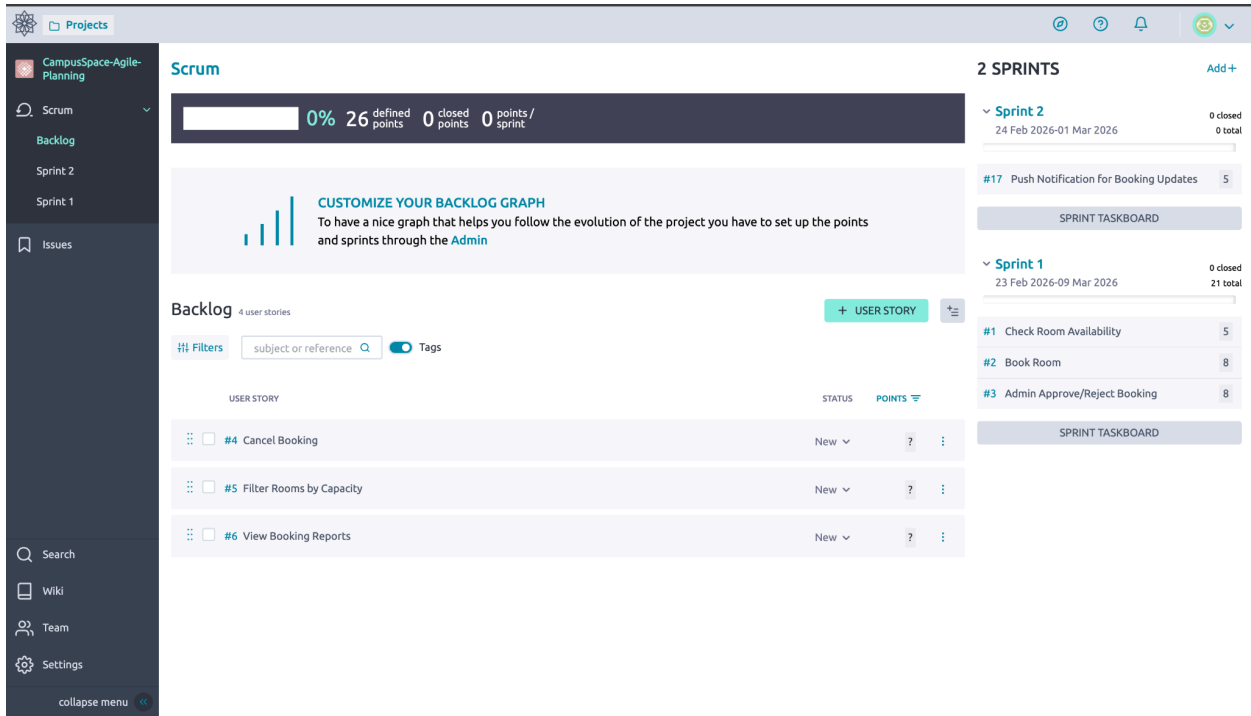 Projects
CampusSpace-Agile-
Planning
Scrum
Backlog
Sprint 2
Sprint 1
Issues
Search
Wiki
Team
Settings
collapse menu
Scrum
0% 26 defined points 0 closed points 0 points / sprint
CUSTOMIZE YOUR BACKLOG GRAPH
To have a nice graph that helps you follow the evolution of the project you have to set up the points
and sprints through the Admin
Backlog 4 user stories
+ USER STORY
Filters
subject or reference
Tags
USER STORY STATUS POINTS
#4 Cancel Booking New ?
#5 Filter Rooms by Capacity New ?
#6 View Booking Reports New ?
2 SPRINTS Add+
Sprint 2 0 closed
24 Feb 2026-01 Mar 2026 0 total
#17 Push Notification for Booking Updates 5
SPRINT TASKBOARD
Sprint 1 0 closed
23 Feb 2026-09 Mar 2026 21 total
#1 Check Room Availability 5
#2 Book Room 8
#3 Admin Approve/Reject Booking 8
SPRINT TASKBOARD